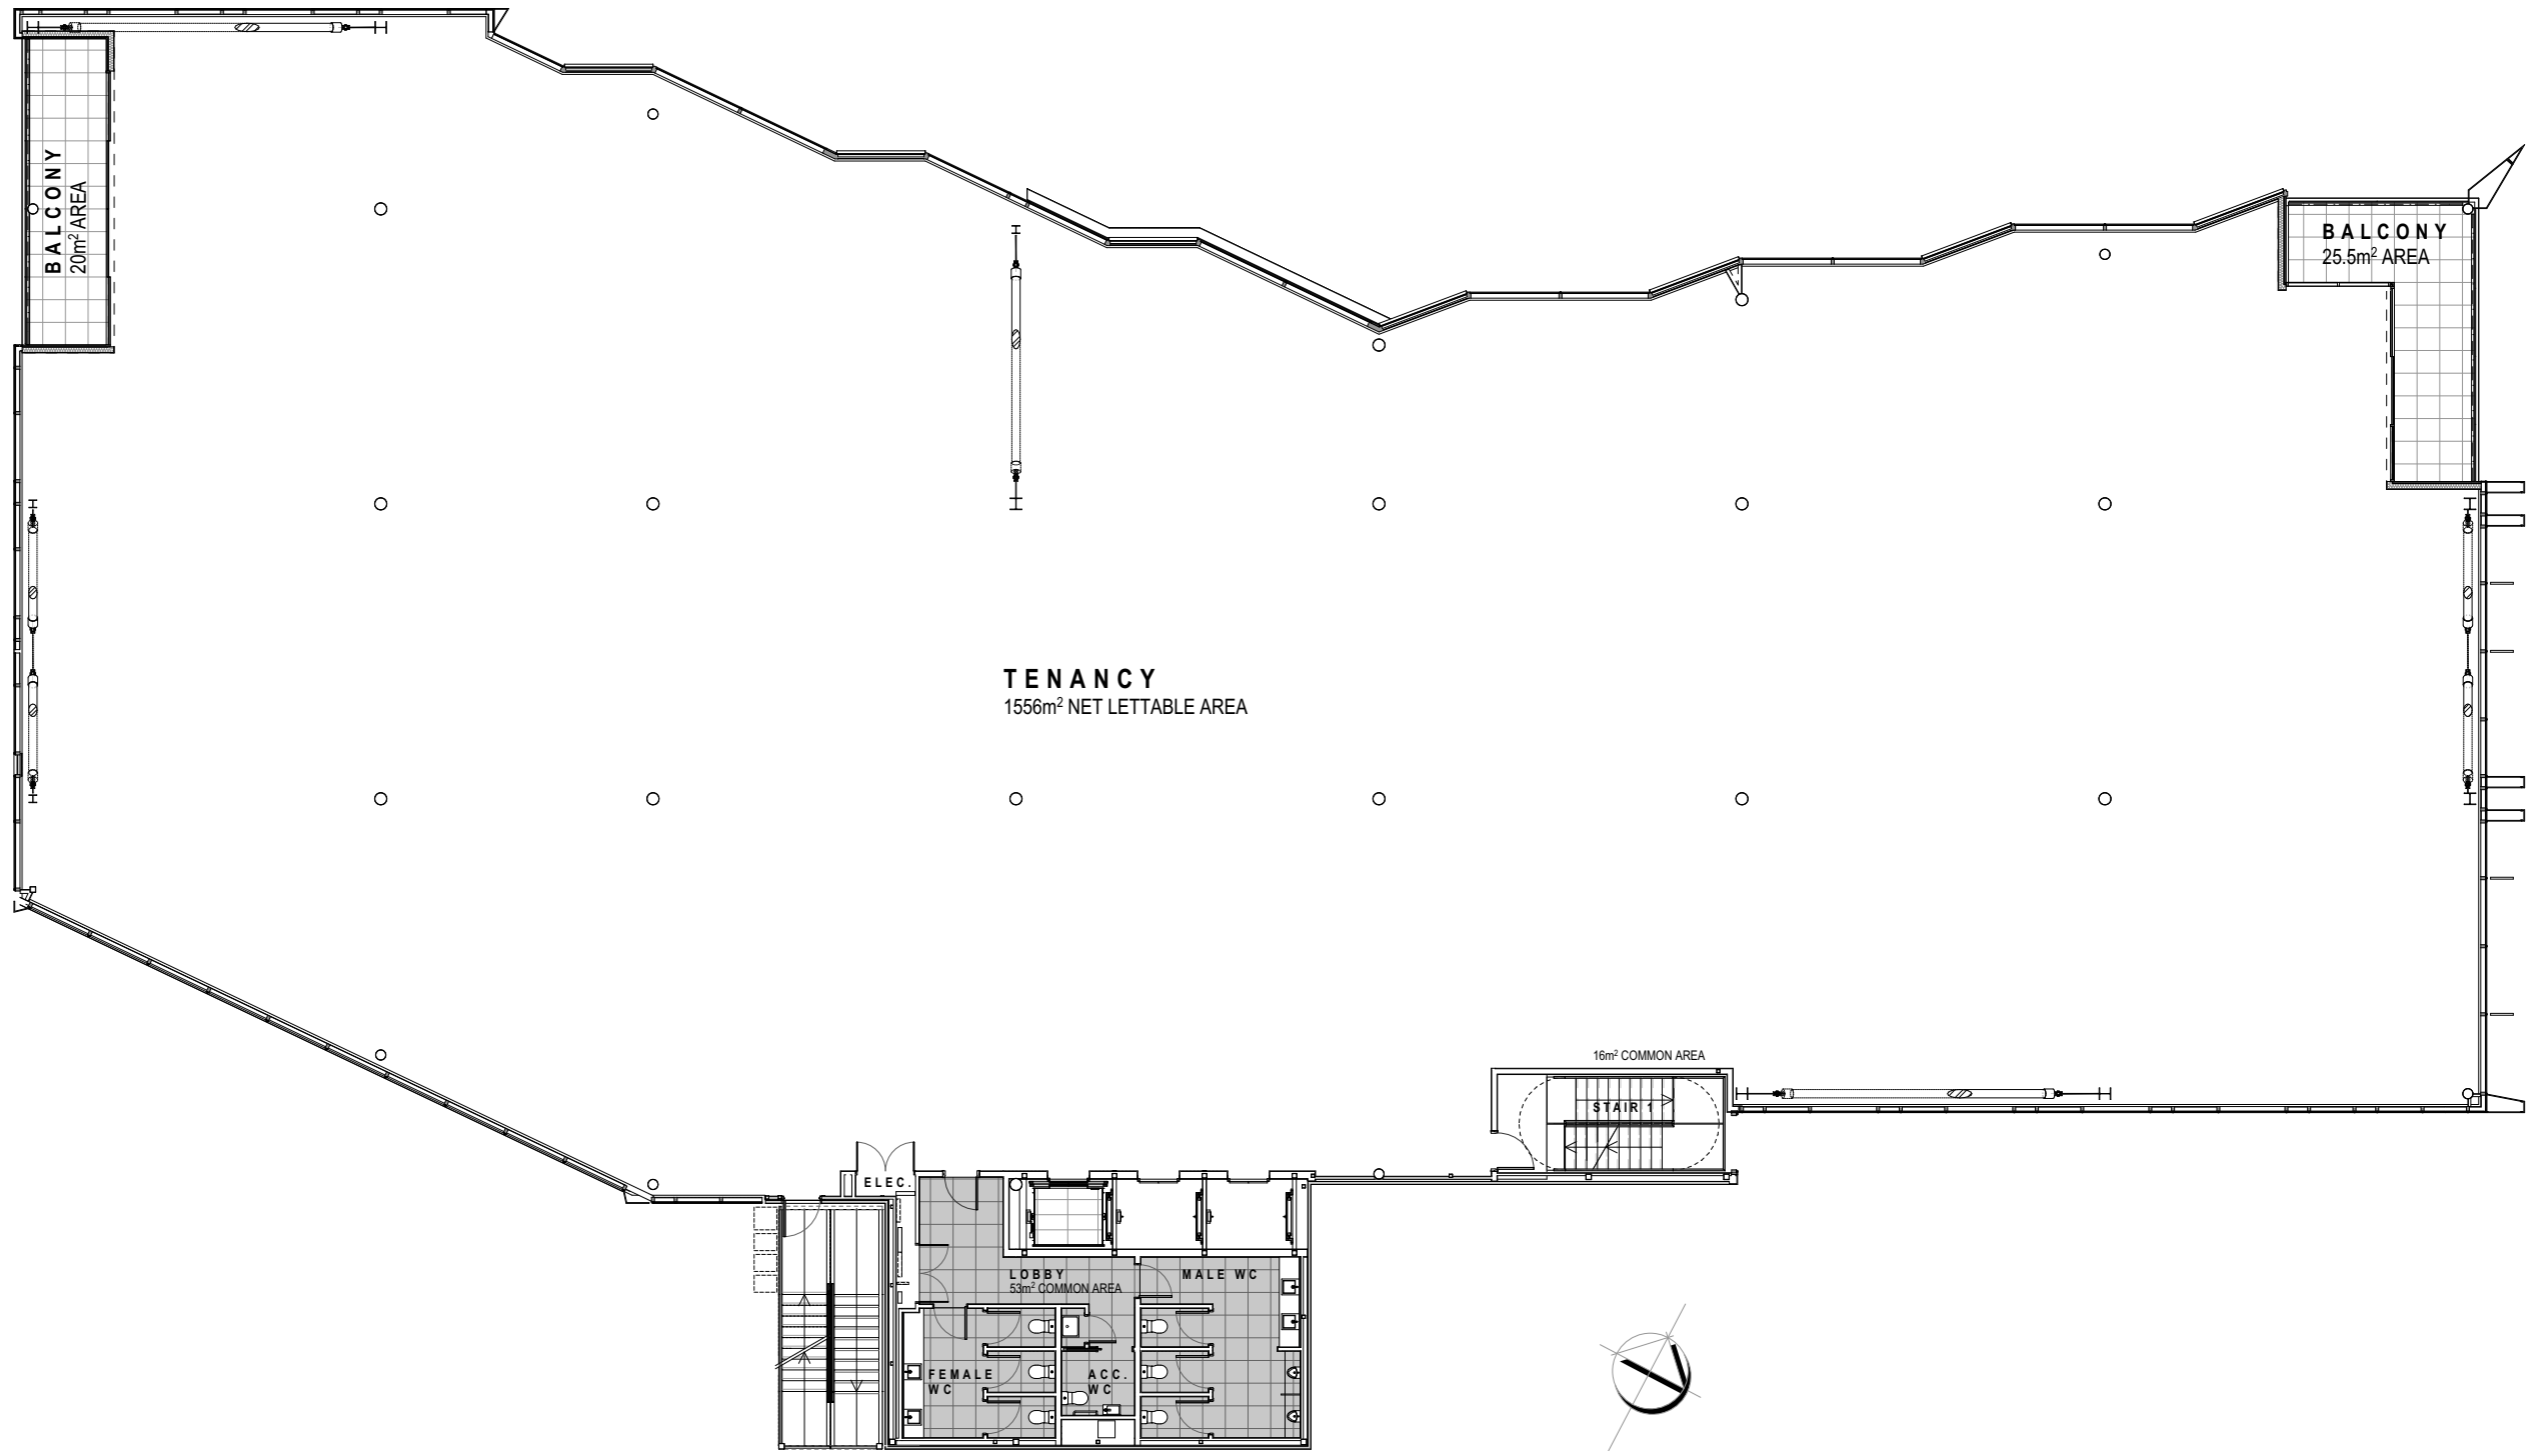 BALCONY
20m² AREA
BALCONY
25.5m² AREA
TENANCY
1556m² NET LETTABLE AREA
16m² COMMON AREA
STAIR 1
ELEC.
LOBBY
53m² COMMON AREA
MALE WC
FEMALE
WC
ACC.
WC